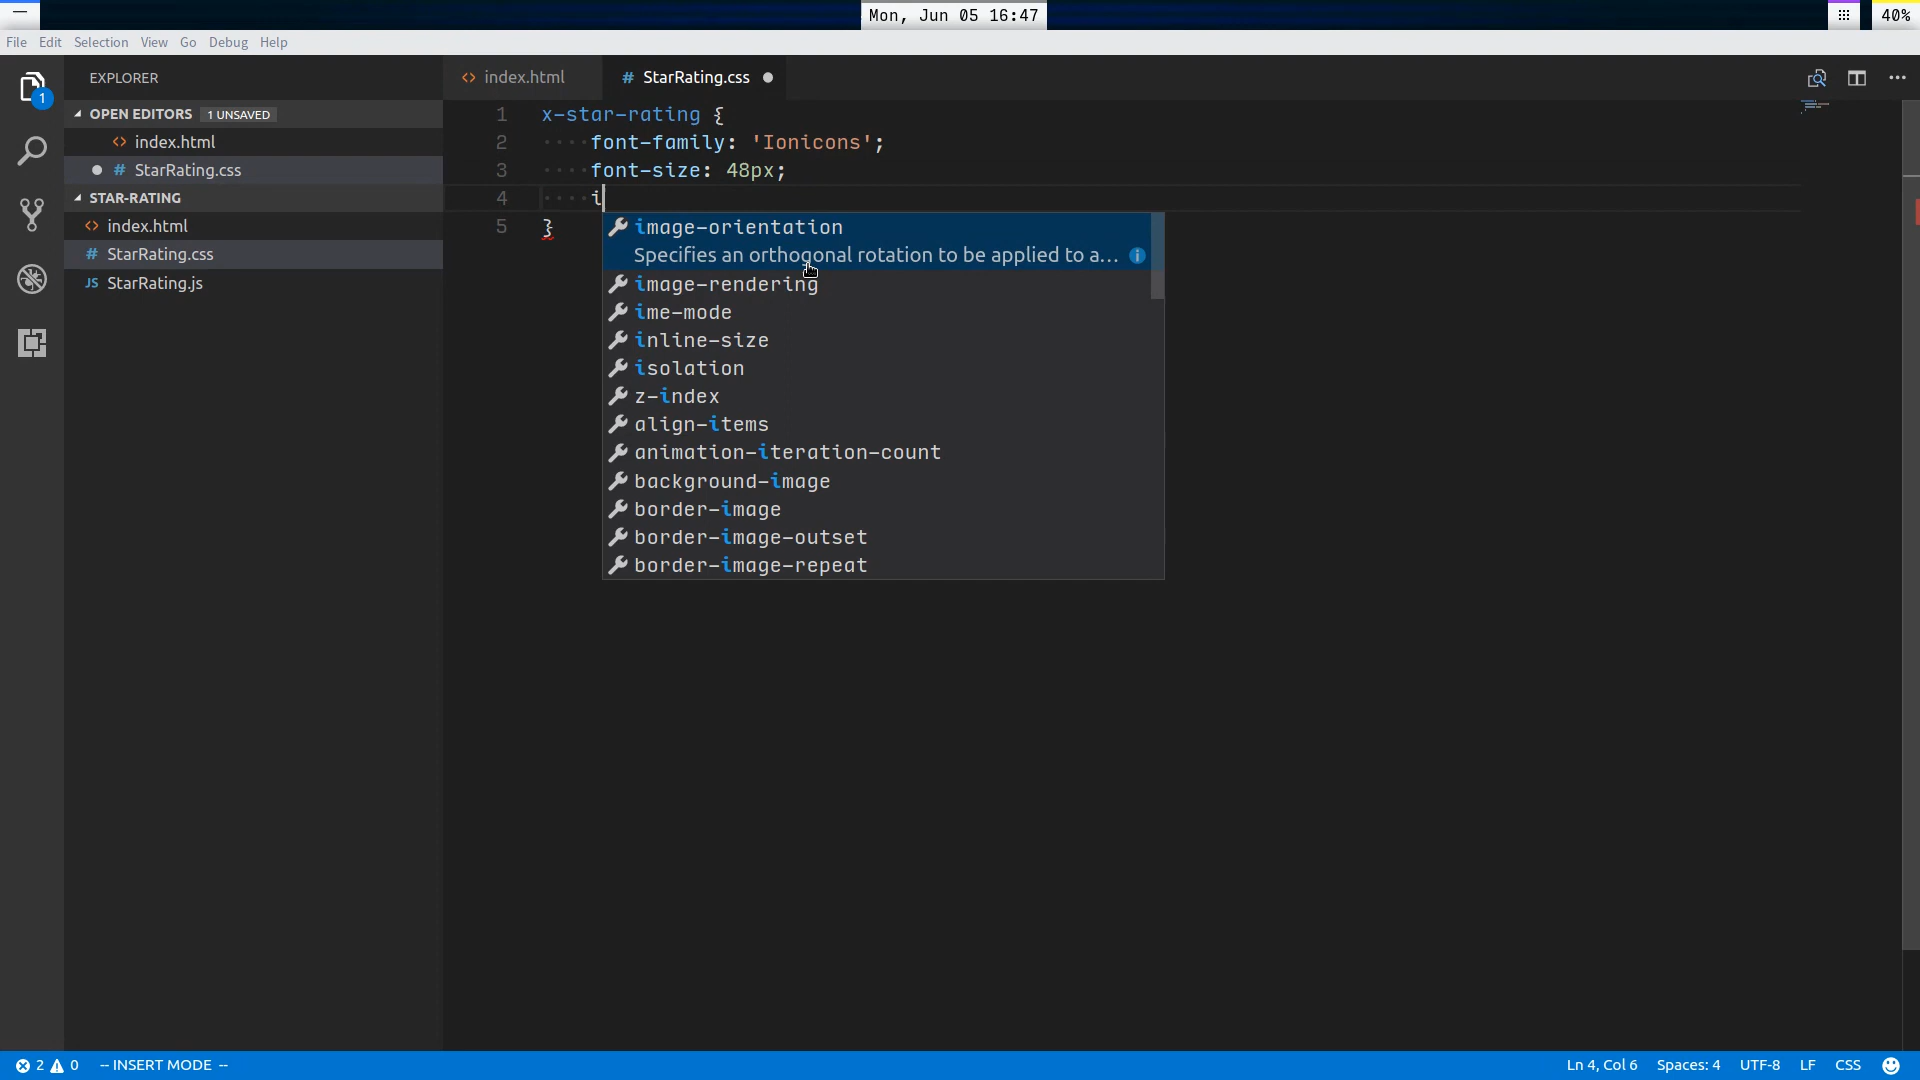 Mon, Jun 05 16:47
40%
File Edit Selection View Go Debug Help
EXPLORER
OPEN EDITORS 1 UNSAVED
index.html
StarRating.css
STAR-RATING
index.html
StarRating.css
StarRating.js
1
index.html
StarRating.css
1 x-star-rating {
2 font-family: 'Ionicons';
3 font-size: 48px;
4 i
5 }
image-orientation
Specifies an orthogonal rotation to be applied to a...
image-rendering
ime-mode
inline-size
isolation
z-index
align-items
animation-iteration-count
background-image
border-image
border-image-outset
border-image-repeat
2 0 -- INSERT MODE -- Ln 4, Col 6 Spaces: 4 UTF-8 LF CSS